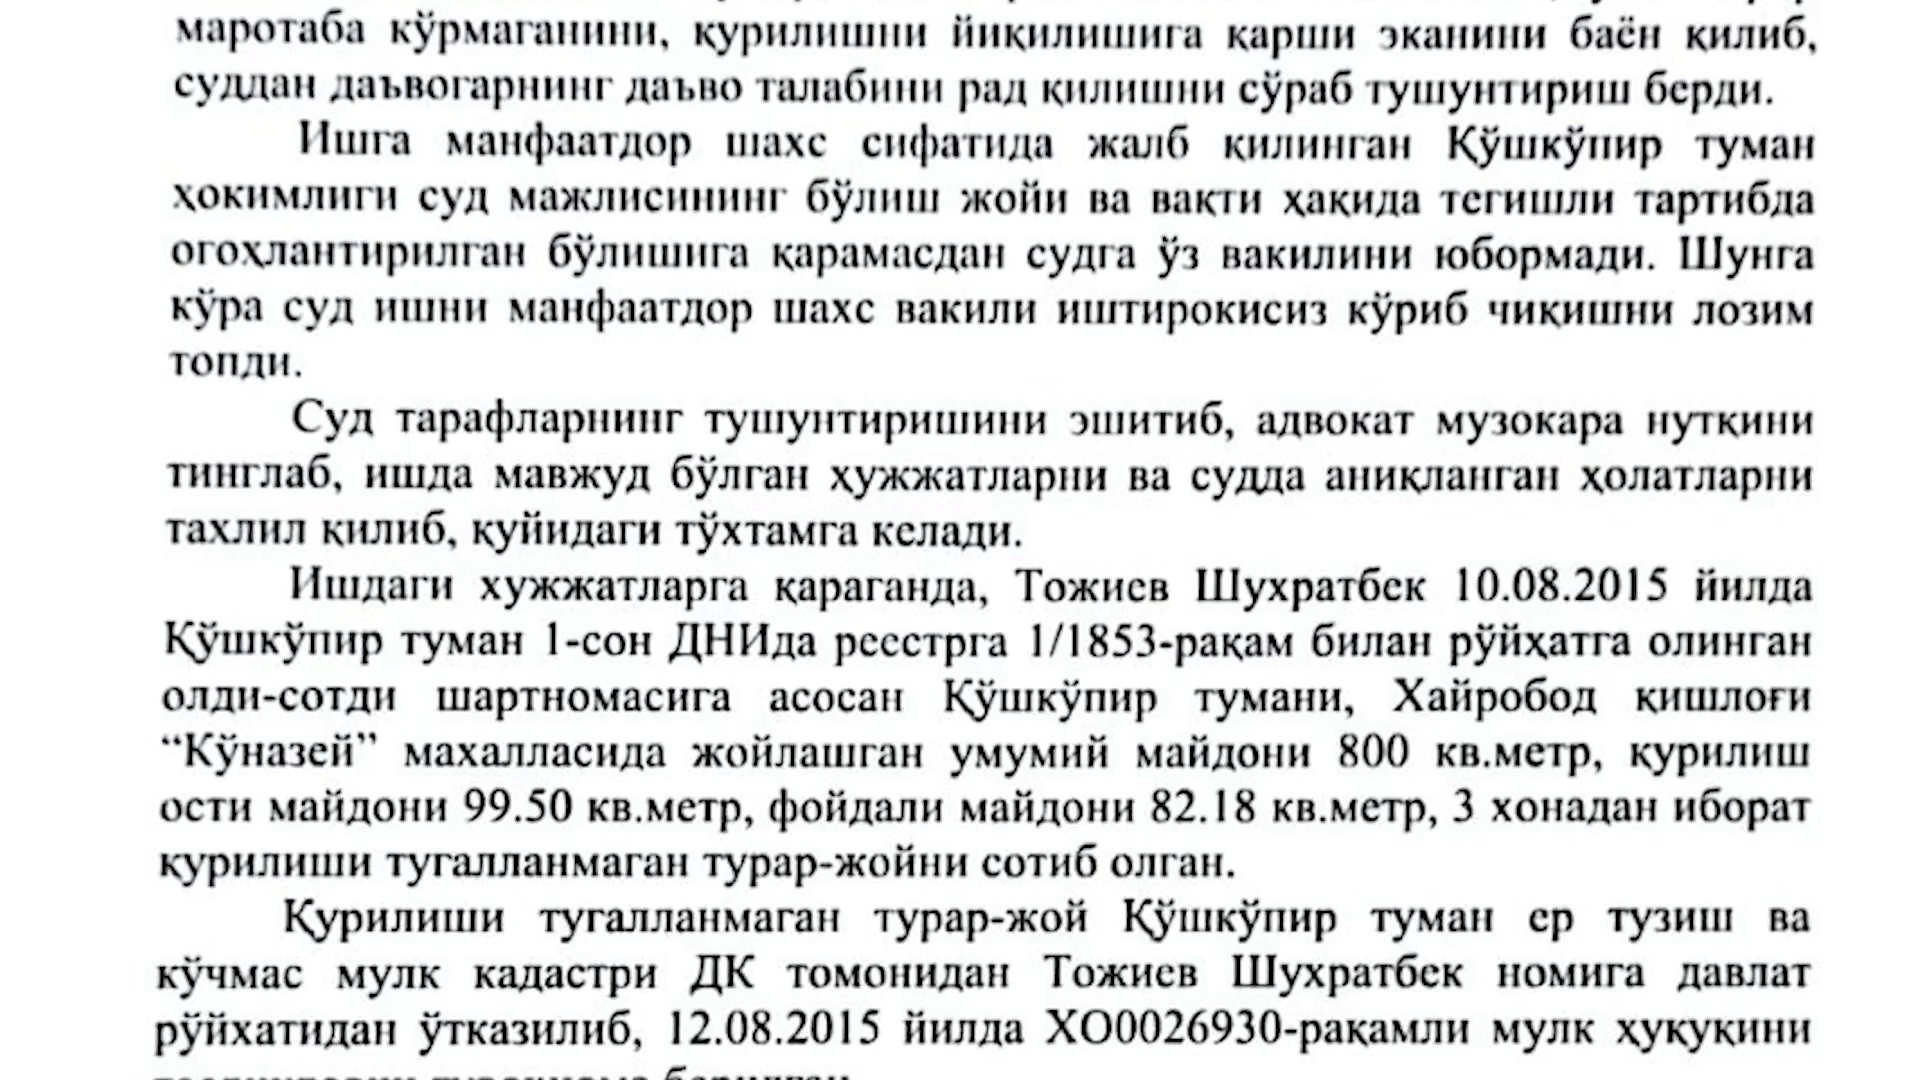 маротаба кўрмаганини, қурилишни йиқилишига қарши эканини баён қилиб,
суддан даъвогарнинг даъво талабини рад қилишни сўраб тушунтириш берди.
Ишга манфаатдор шахс сифатида жалб қилинган Қўшкўпир туман
ҳокимлиги суд мажлисининг бўлиш жойи ва вақти ҳақида тегишли тартибда
огоҳлантирилган бўлишига қарамасдан судга ўз вакилини юбормади. Шунга
кўра суд ишни манфаатдор шахс вакили иштирокисиз кўриб чиқишни лозим
топди.
Суд тарафларнинг тушунтиришини эшитиб, адвокат музокара нутқини
тинглаб, ишда мавжуд бўлган ҳужжатларни ва судда аниқланган ҳолатларни
тахлил қилиб, қуйидаги тўхтамга келади.
Ишдаги хужжатларга қараганда, Тожиев Шухратбек 10.08.2015 йилда
Қўшкўпир туман 1-сон ДНИда реестрга 1/1853-рақам билан рўйҳатга олинган
олди-сотди шартномасига асосан Қўшкўпир тумани, Хайробод қишлоғи
“Кўназей” махалласида жойлашган умумий майдони 800 кв.метр, қурилиш
ости майдони 99.50 кв.метр, фойдали майдони 82.18 кв.метр, 3 хонадан иборат
қурилиши тугалланмаган турар-жойни сотиб олган.
Қурилиши тугалланмаган турар-жой Қўшкўпир туман ер тузиш ва
кўчмас мулк кадастри ДК томонидан Тожиев Шухратбек номига давлат
рўйхатидан ўтказилиб, 12.08.2015 йилда ХО0026930-рақамли мулк ҳуқуқини